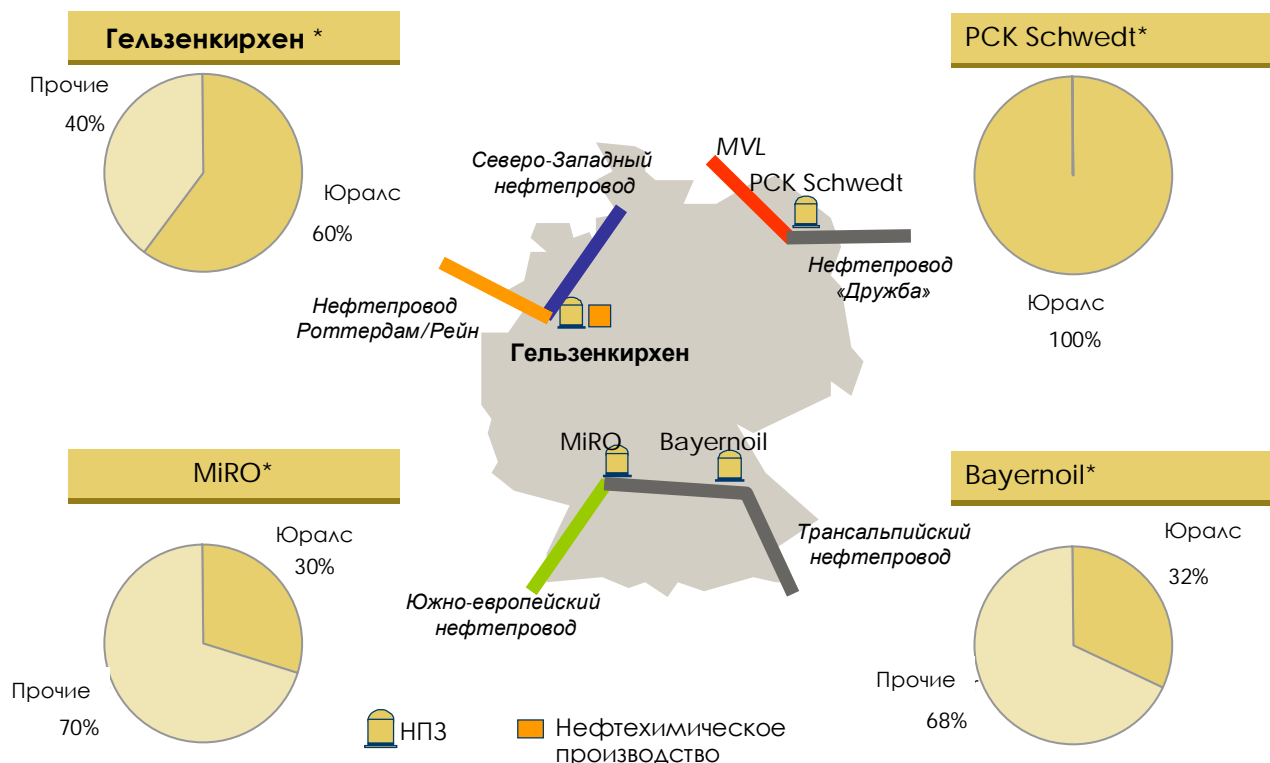 Гельзенкирхен *
Прочие
40%
Юралс
60%
PCK Schwedt*
Юралс
100%
MVL
PCK Schwedt
Северо-Западный
нефтепровод
Нефтепровод
«Дружба»
Нефтепровод
Роттердам/Рейн
Гельзенкирхен
MiRO
Bayernoil
Трансальпийский
нефтепровод
Южно-европейский
нефтепровод
MiRO*
Юралс
30%
Прочие
70%
Bayernoil*
Юралс
32%
Прочие
68%
НПЗ
Нефтехимическое
производство